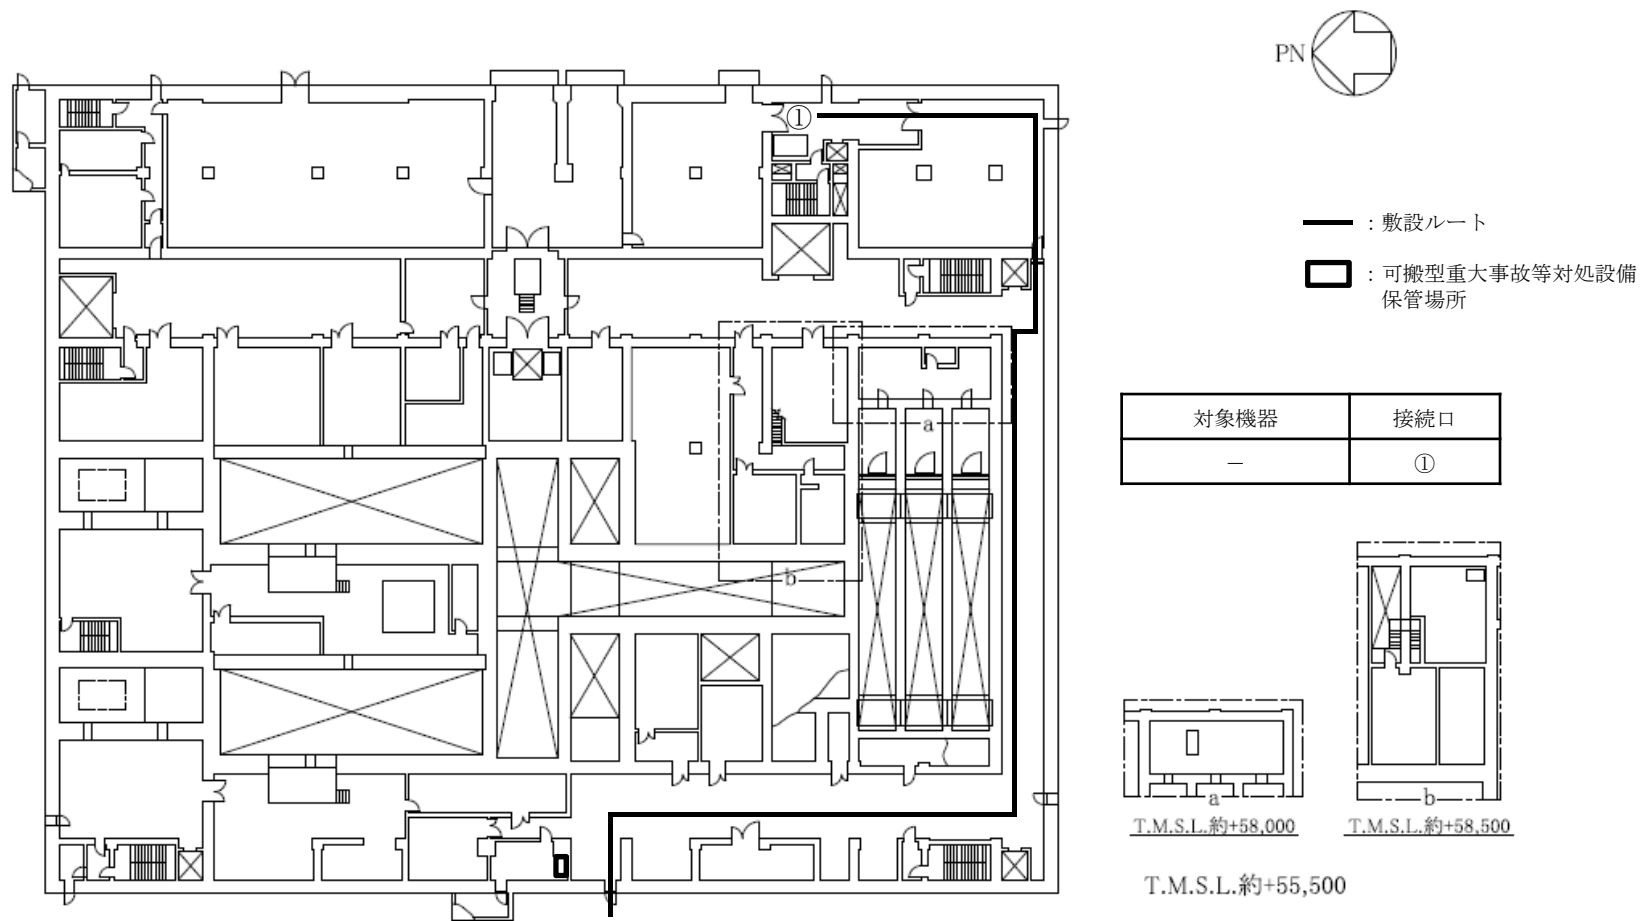 PN
①
：敷設ルート
：可搬型重大事故等対処設備
保管場所
対象機器 接続口
－ ①
a
b
a
T.M.S.L.約+58,000
b
T.M.S.L.約+58,500
T.M.S.L.約+55,500